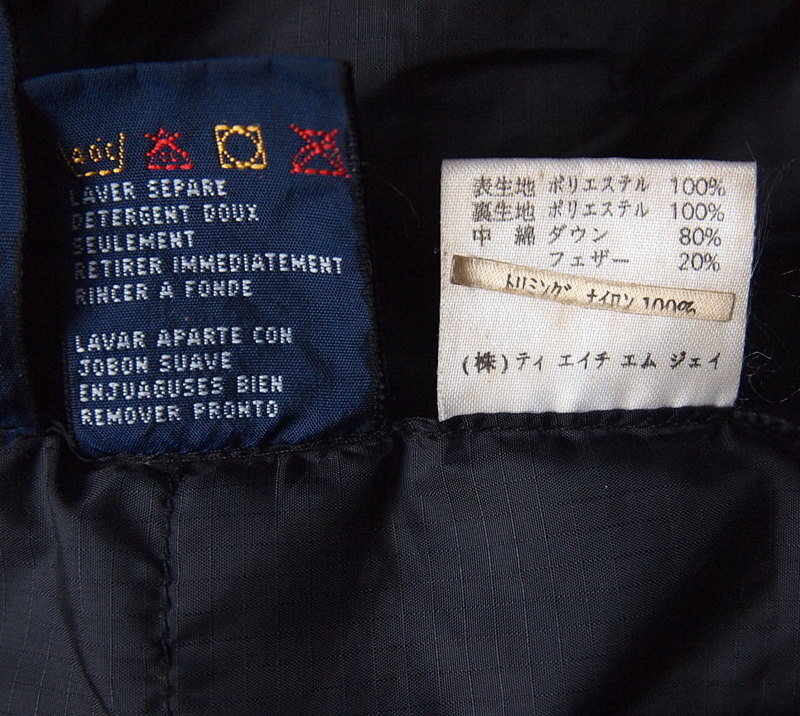 LAVER SEPARE
DETERGENT DOUX
SEULEMENT
RETIRER IMMEDIATEMENT
RINCER A FONDE
LAVAR APARTE CON
JOBON SUAVE
ENJUAGUSES BIEN
REMOVER PRONTO
表生地 ポリエステル 100%
裏生地 ポリエステル 100%
中 綿 ダウン 80%
フェザー 20%
トリミング ナイロン 100%
(株)ティ エイチ エム ジェイ